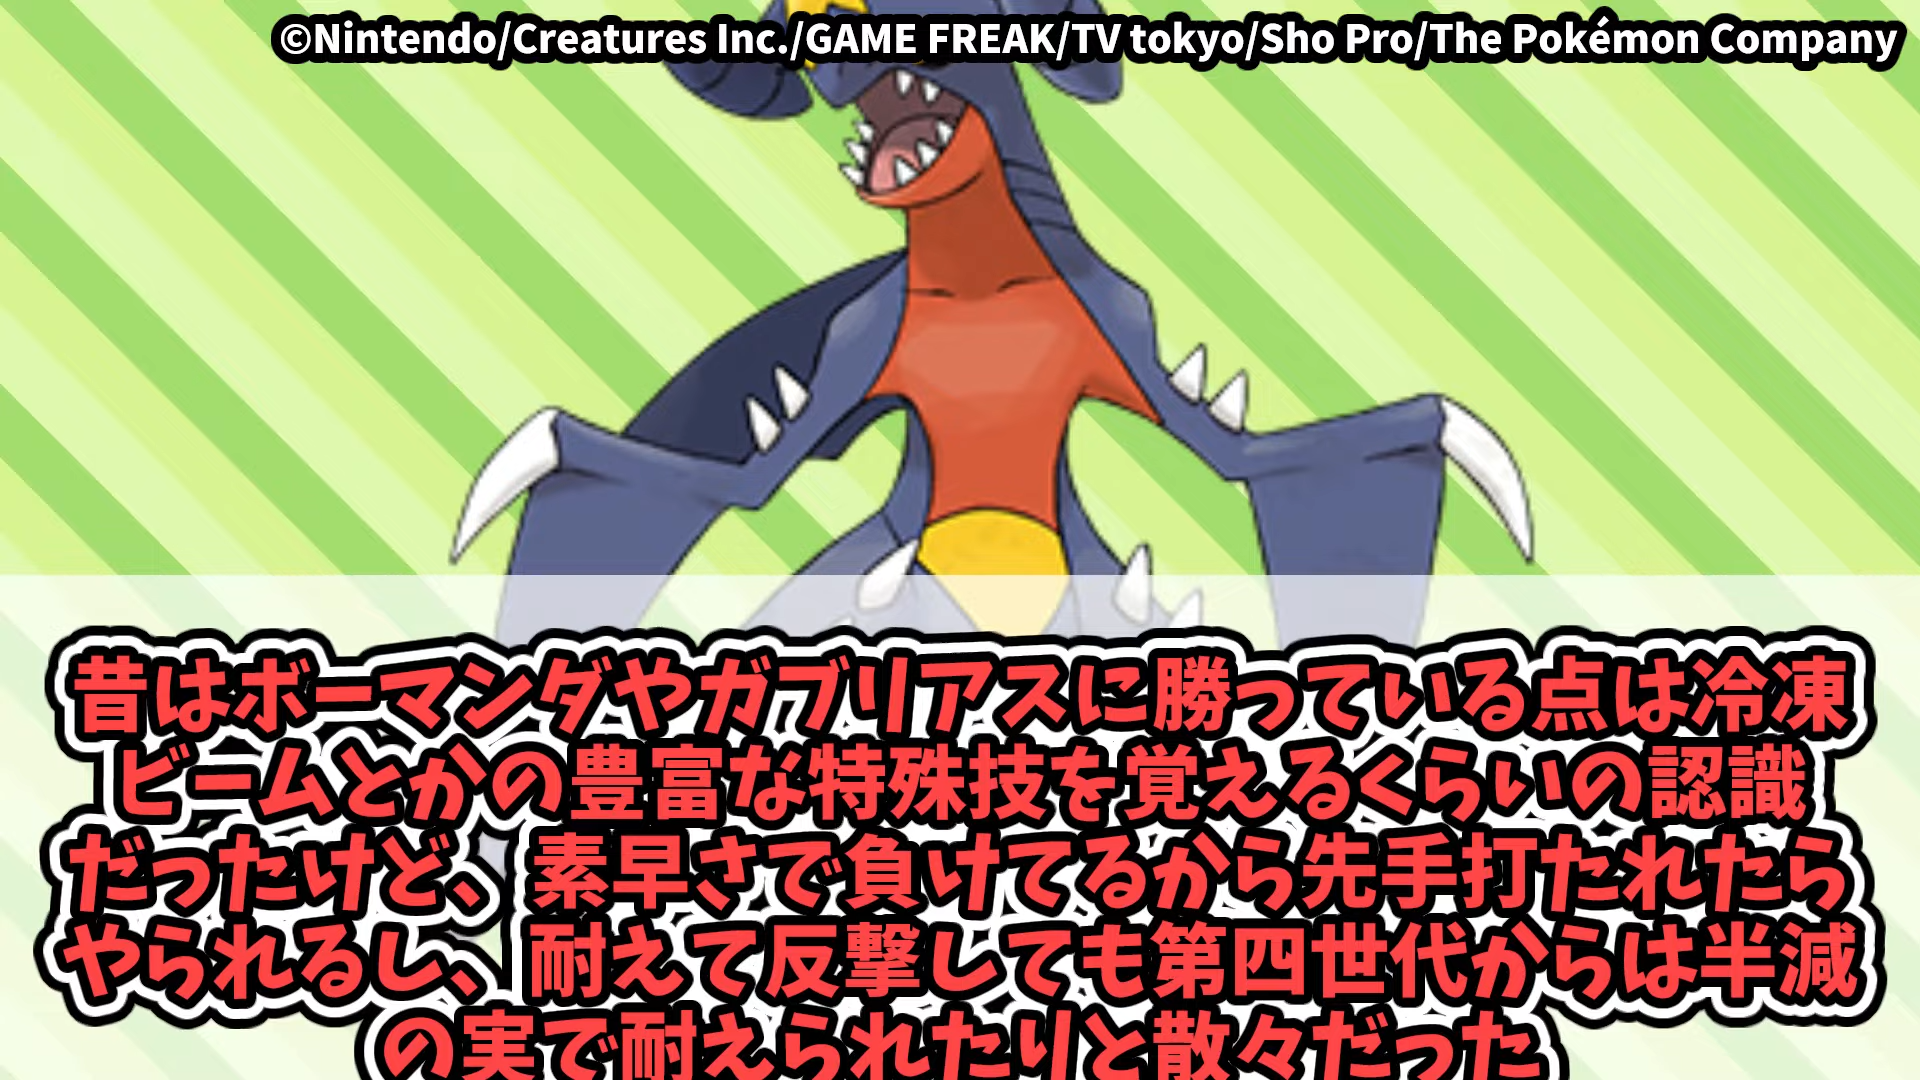 ©Nintendo/Creatures Inc./GAME FREAK/TV tokyo/Sho Pro/The Pokémon Company
昔はボーマンダやガブリアスに勝っている点は冷凍
ビームとかの豊富な特殊技を覚えるくらいの認識
だったけど、素早さで負けてるから先手打たれたら
やられるし、耐えて反撃しても第四世代からは半減
の実で耐えられたりと散々だった